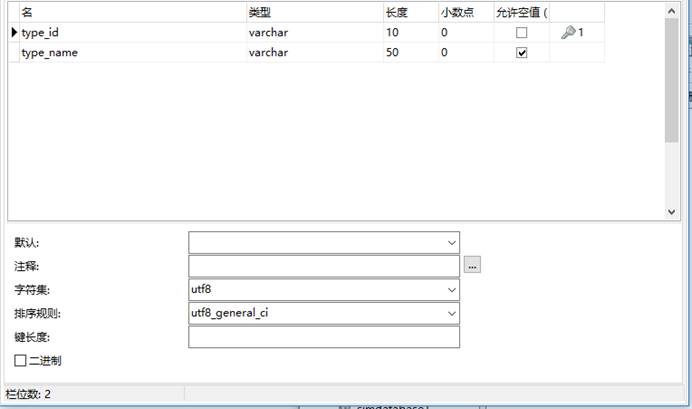 名 类型 长度 小数点 允许空值 (
type_id varchar 10 0 1
type_name varchar 50 0
默认:
注释: ...
字符集: utf8
排序规则: utf8_general_ci
键长度:
二进制
栏位数: 2